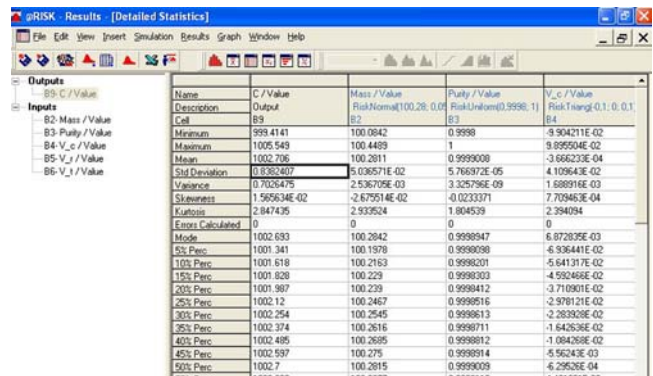 @RISK - Results - [Detailed Statistics]
File Edit View Insert Simulation Results Graph Window Help
Outputs
B9- C / Value
Inputs
B2- Mass / Value
B3- Purity / Value
B4- V_c / Value
B5- V_r / Value
B6- V_t / Value
Name C / Value Mass / Value Purity / Value V_c / Value
Description Output RiskNormal(100,28; 0,05 RiskUniform(0,9998; 1) RiskTriang(-0,1; 0; 0,1
Cell B9 B2 B3 B4
Minimum 999.4141 100.0842 0.9998 -9.904211E-02
Maximum 1005.549 100.4489 1 9.895504E-02
Mean 1002.706 100.2811 0.9999008 -3.666233E-04
Std Deviation 0.8382407 5.036571E-02 5.766972E-05 4.109643E-02
Variance 0.7026475 2.536705E-03 3.325796E-09 1.688916E-03
Skewness 1.565634E-02 -2.675514E-02 -0.0233371 7.709463E-04
Kurtosis 2.847435 2.933524 1.804539 2.394094
Errors Calculated 0 0 0 0
Mode 1002.693 100.2842 0.9998947 6.872835E-03
5% Perc 1001.341 100.1978 0.9998098 -6.936441E-02
10% Perc 1001.618 100.2163 0.9998201 -5.641317E-02
15% Perc 1001.828 100.229 0.9998303 -4.592466E-02
20% Perc 1001.987 100.239 0.9998412 -3.710901E-02
25% Perc 1002.12 100.2467 0.9998516 -2.978121E-02
30% Perc 1002.254 100.2545 0.9998613 -2.283928E-02
35% Perc 1002.374 100.2616 0.9998711 -1.642636E-02
40% Perc 1002.485 100.2685 0.9998812 -1.084268E-02
45% Perc 1002.597 100.275 0.9998914 -5.56243E-03
50% Perc 1002.7 100.2815 0.9999009 -6.29526E-04